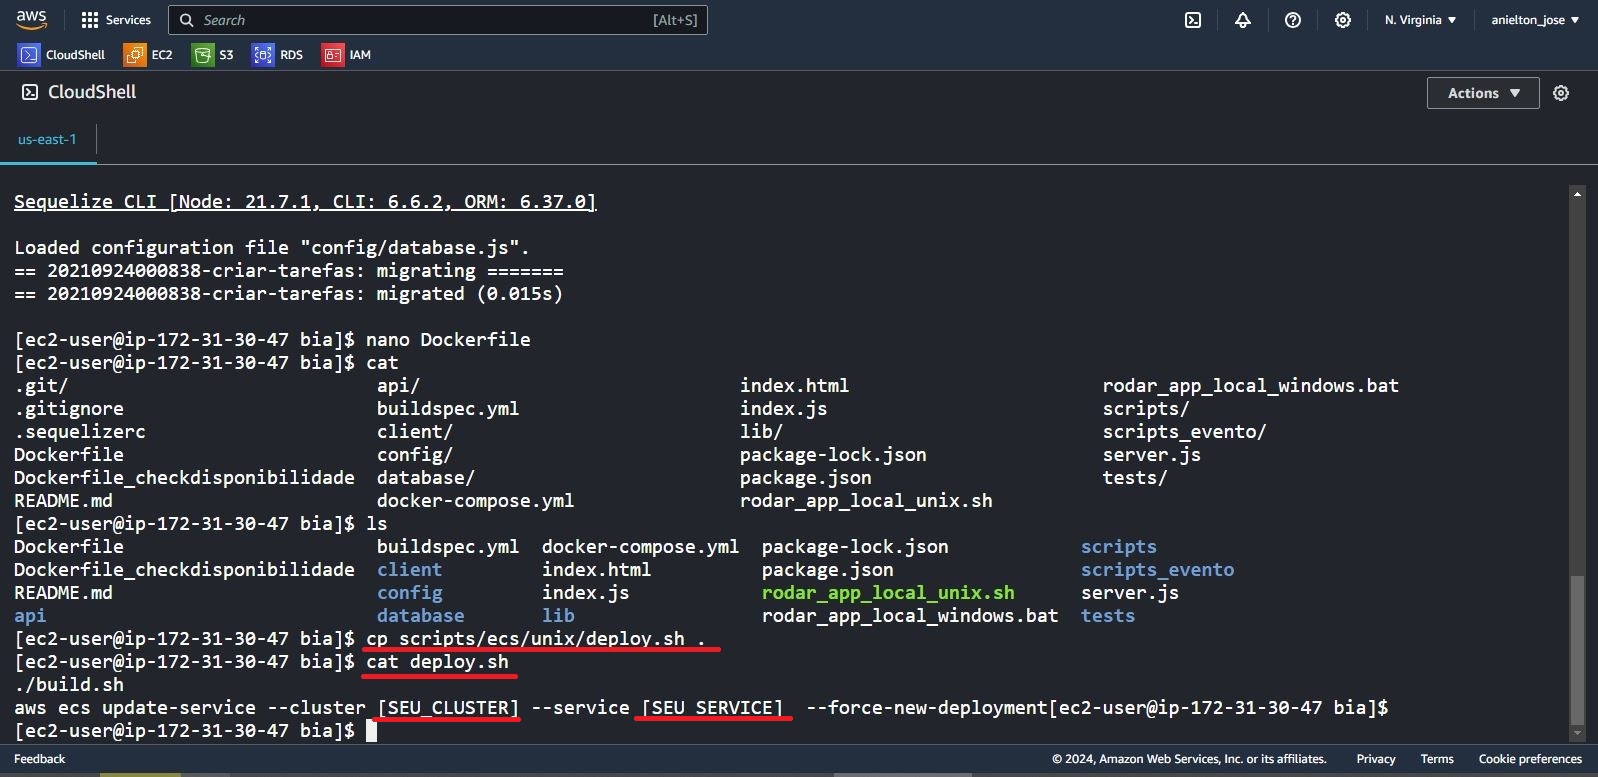 aws Services Search [Alt+S] N. Virginia ▼ anielton_jose ▼
CloudShell EC2 S3 RDS IAM
CloudShell Actions ▼
us-east-1
Sequelize CLI [Node: 21.7.1, CLI: 6.6.2, ORM: 6.37.0]
Loaded configuration file "config/database.js".
== 20210924000838-criar-tarefas: migrating =======
== 20210924000838-criar-tarefas: migrated (0.015s)
[ec2-user@ip-172-31-30-47 bia]$ nano Dockerfile
[ec2-user@ip-172-31-30-47 bia]$ cat
.git/ api/ index.html rodar_app_local_windows.bat
.gitignore buildspec.yml index.js scripts/
.sequelizerc client/ lib/ scripts_evento/
Dockerfile config/ package-lock.json server.js
Dockerfile_checkdisponibilidade database/ package.json tests/
README.md docker-compose.yml rodar_app_local_unix.sh
[ec2-user@ip-172-31-30-47 bia]$ ls
Dockerfile buildspec.yml docker-compose.yml package-lock.json scripts
Dockerfile_checkdisponibilidade client index.html package.json scripts_evento
README.md config index.js rodar_app_local_unix.sh server.js
api database lib rodar_app_local_windows.bat tests
[ec2-user@ip-172-31-30-47 bia]$ cp scripts/ecs/unix/deploy.sh .
[ec2-user@ip-172-31-30-47 bia]$ cat deploy.sh
./build.sh
aws ecs update-service --cluster [SEU_CLUSTER] --service [SEU_SERVICE] --force-new-deployment[ec2-user@ip-172-31-30-47 bia]$
[ec2-user@ip-172-31-30-47 bia]$
Feedback © 2024, Amazon Web Services, Inc. or its affiliates. Privacy Terms Cookie preferences